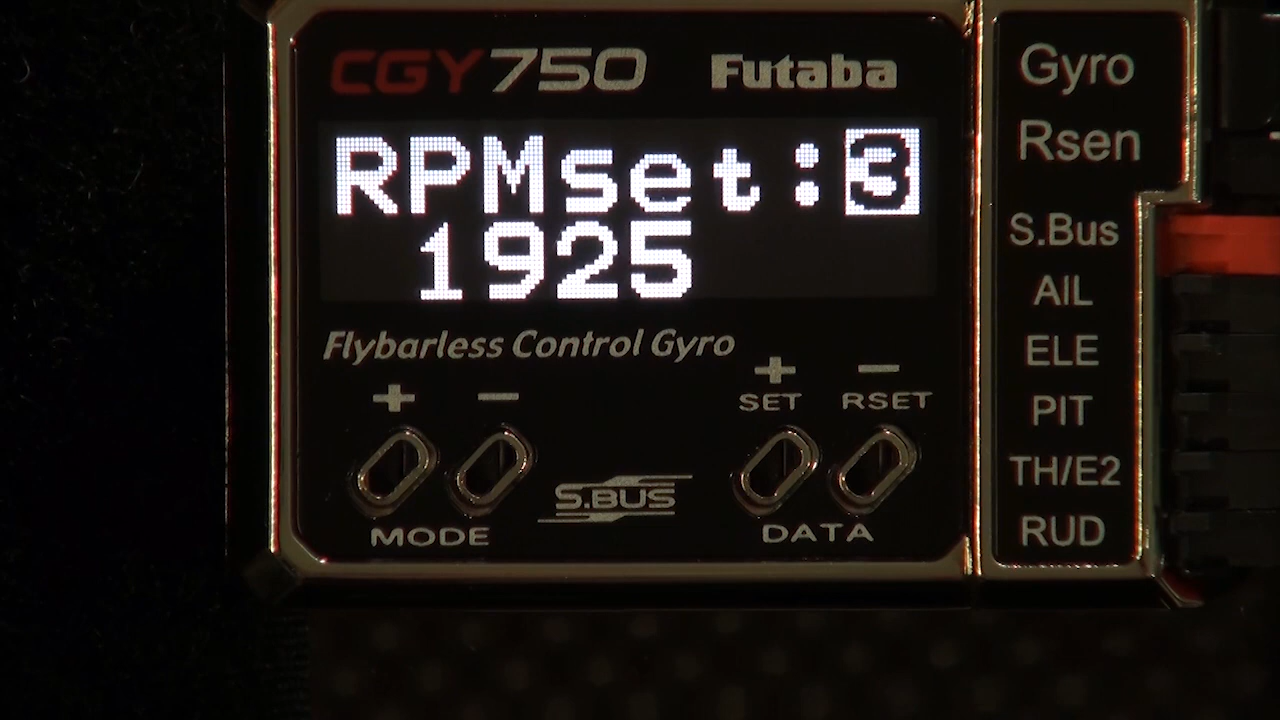 CGY750 Futaba
RPMset:3
1925
Flybarless Control Gyro
+ − + −
SET RSET
S.BUS
MODE DATA
Gyro
Rsen
S.Bus
AIL
ELE
PIT
TH/E2
RUD